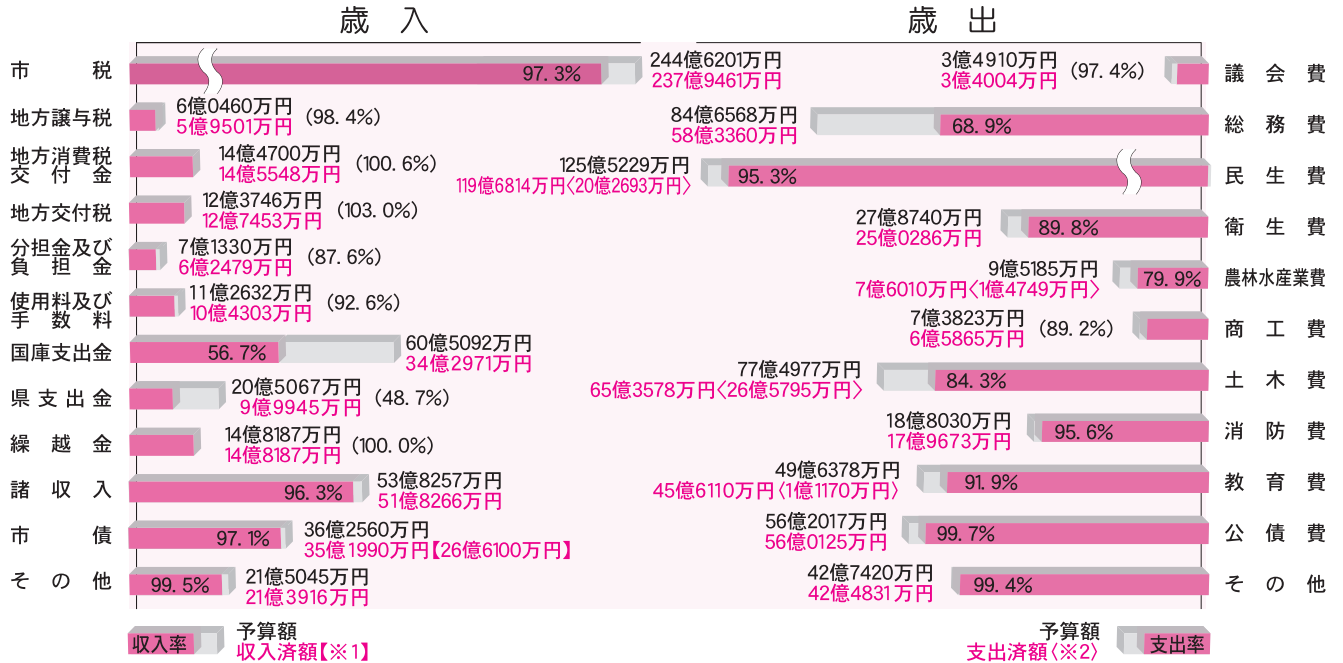 歳入
市税
97.3%
244億6201万円
237億9461万円
地方譲与税
6億0460万円
5億9501万円
(98.4%)
地方消費税
交付金
14億4700万円
14億5548万円
(100.6%)
地方交付税
12億3746万円
12億7453万円
(103.0%)
分担金及び
負担金
7億1330万円
6億2479万円
(87.6%)
使用料及び
手数料
11億2632万円
10億4303万円
(92.6%)
国庫支出金
56.7%
60億5092万円
34億2971万円
県支出金
20億5067万円
9億9945万円
(48.7%)
繰越金
14億8187万円
14億8187万円
(100.0%)
諸収入
96.3%
53億8257万円
51億8266万円
市債
97.1%
36億2560万円
35億1990万円【26億6100万円】
その他
99.5%
21億5045万円
21億3916万円
収入率
予算額
収入済額【※1】
歳出
3億4910万円
3億4004万円
(97.4%)
議会費
84億6568万円
58億3360万円
68.9%
総務費
125億5229万円
119億6814万円〈20億2693万円〉
95.3%
民生費
27億8740万円
25億0286万円
89.8%
衛生費
9億5185万円
7億6010万円〈1億4749万円〉
79.9%
農林水産業費
7億3823万円
6億5865万円
(89.2%)
商工費
77億4977万円
65億3578万円〈26億5795万円〉
84.3%
土木費
18億8030万円
17億9673万円
95.6%
消防費
49億6378万円
45億6110万円〈1億1170万円〉
91.9%
教育費
56億2017万円
56億0125万円
99.7%
公債費
42億7420万円
42億4831万円
99.4%
その他
予算額
支出済額〈※2〉
支出率